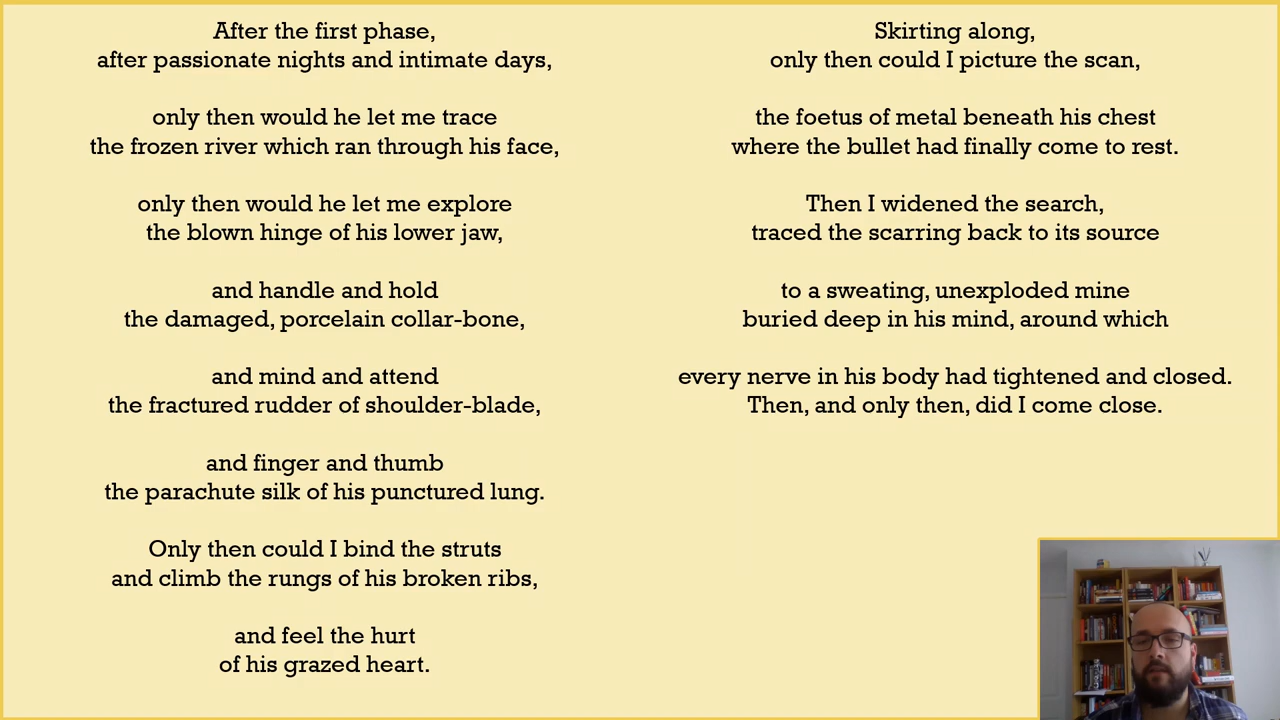 After the first phase,
after passionate nights and intimate days,
only then would he let me trace
the frozen river which ran through his face,
only then would he let me explore
the blown hinge of his lower jaw,
and handle and hold
the damaged, porcelain collar-bone,
and mind and attend
the fractured rudder of shoulder-blade,
and finger and thumb
the parachute silk of his punctured lung.
Only then could I bind the struts
and climb the rungs of his broken ribs,
and feel the hurt
of his grazed heart.
Skirting along,
only then could I picture the scan,
the foetus of metal beneath his chest
where the bullet had finally come to rest.
Then I widened the search,
traced the scarring back to its source
to a sweating, unexploded mine
buried deep in his mind, around which
every nerve in his body had tightened and closed.
Then, and only then, did I come close.